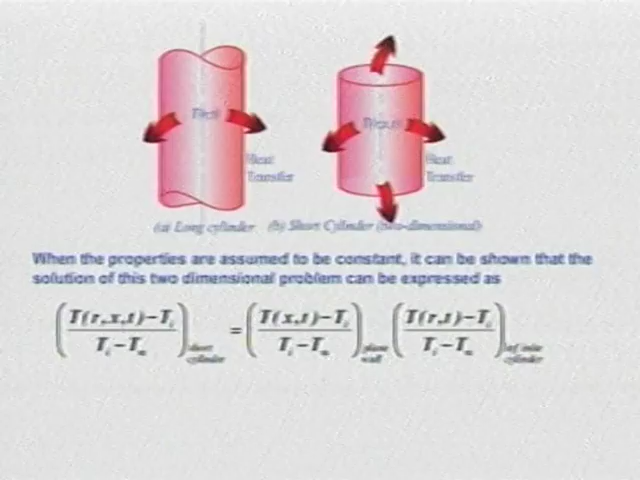 T(r,t)
T(r,x,t)
Heat
Transfer
Heat
Transfer
(a) Long cylinder (b) Short Cylinder (two-dimensional)
When the properties are assumed to be constant, it can be shown that the
solution of this two dimensional problem can be expressed as
(T(r,x,t)−Tᵢ / Tᵢ−T∞) short cylinder = (T(x,t)−Tᵢ / Tᵢ−T∞) plane wall (T(r,t)−Tᵢ / Tᵢ−T∞) infinite cylinder